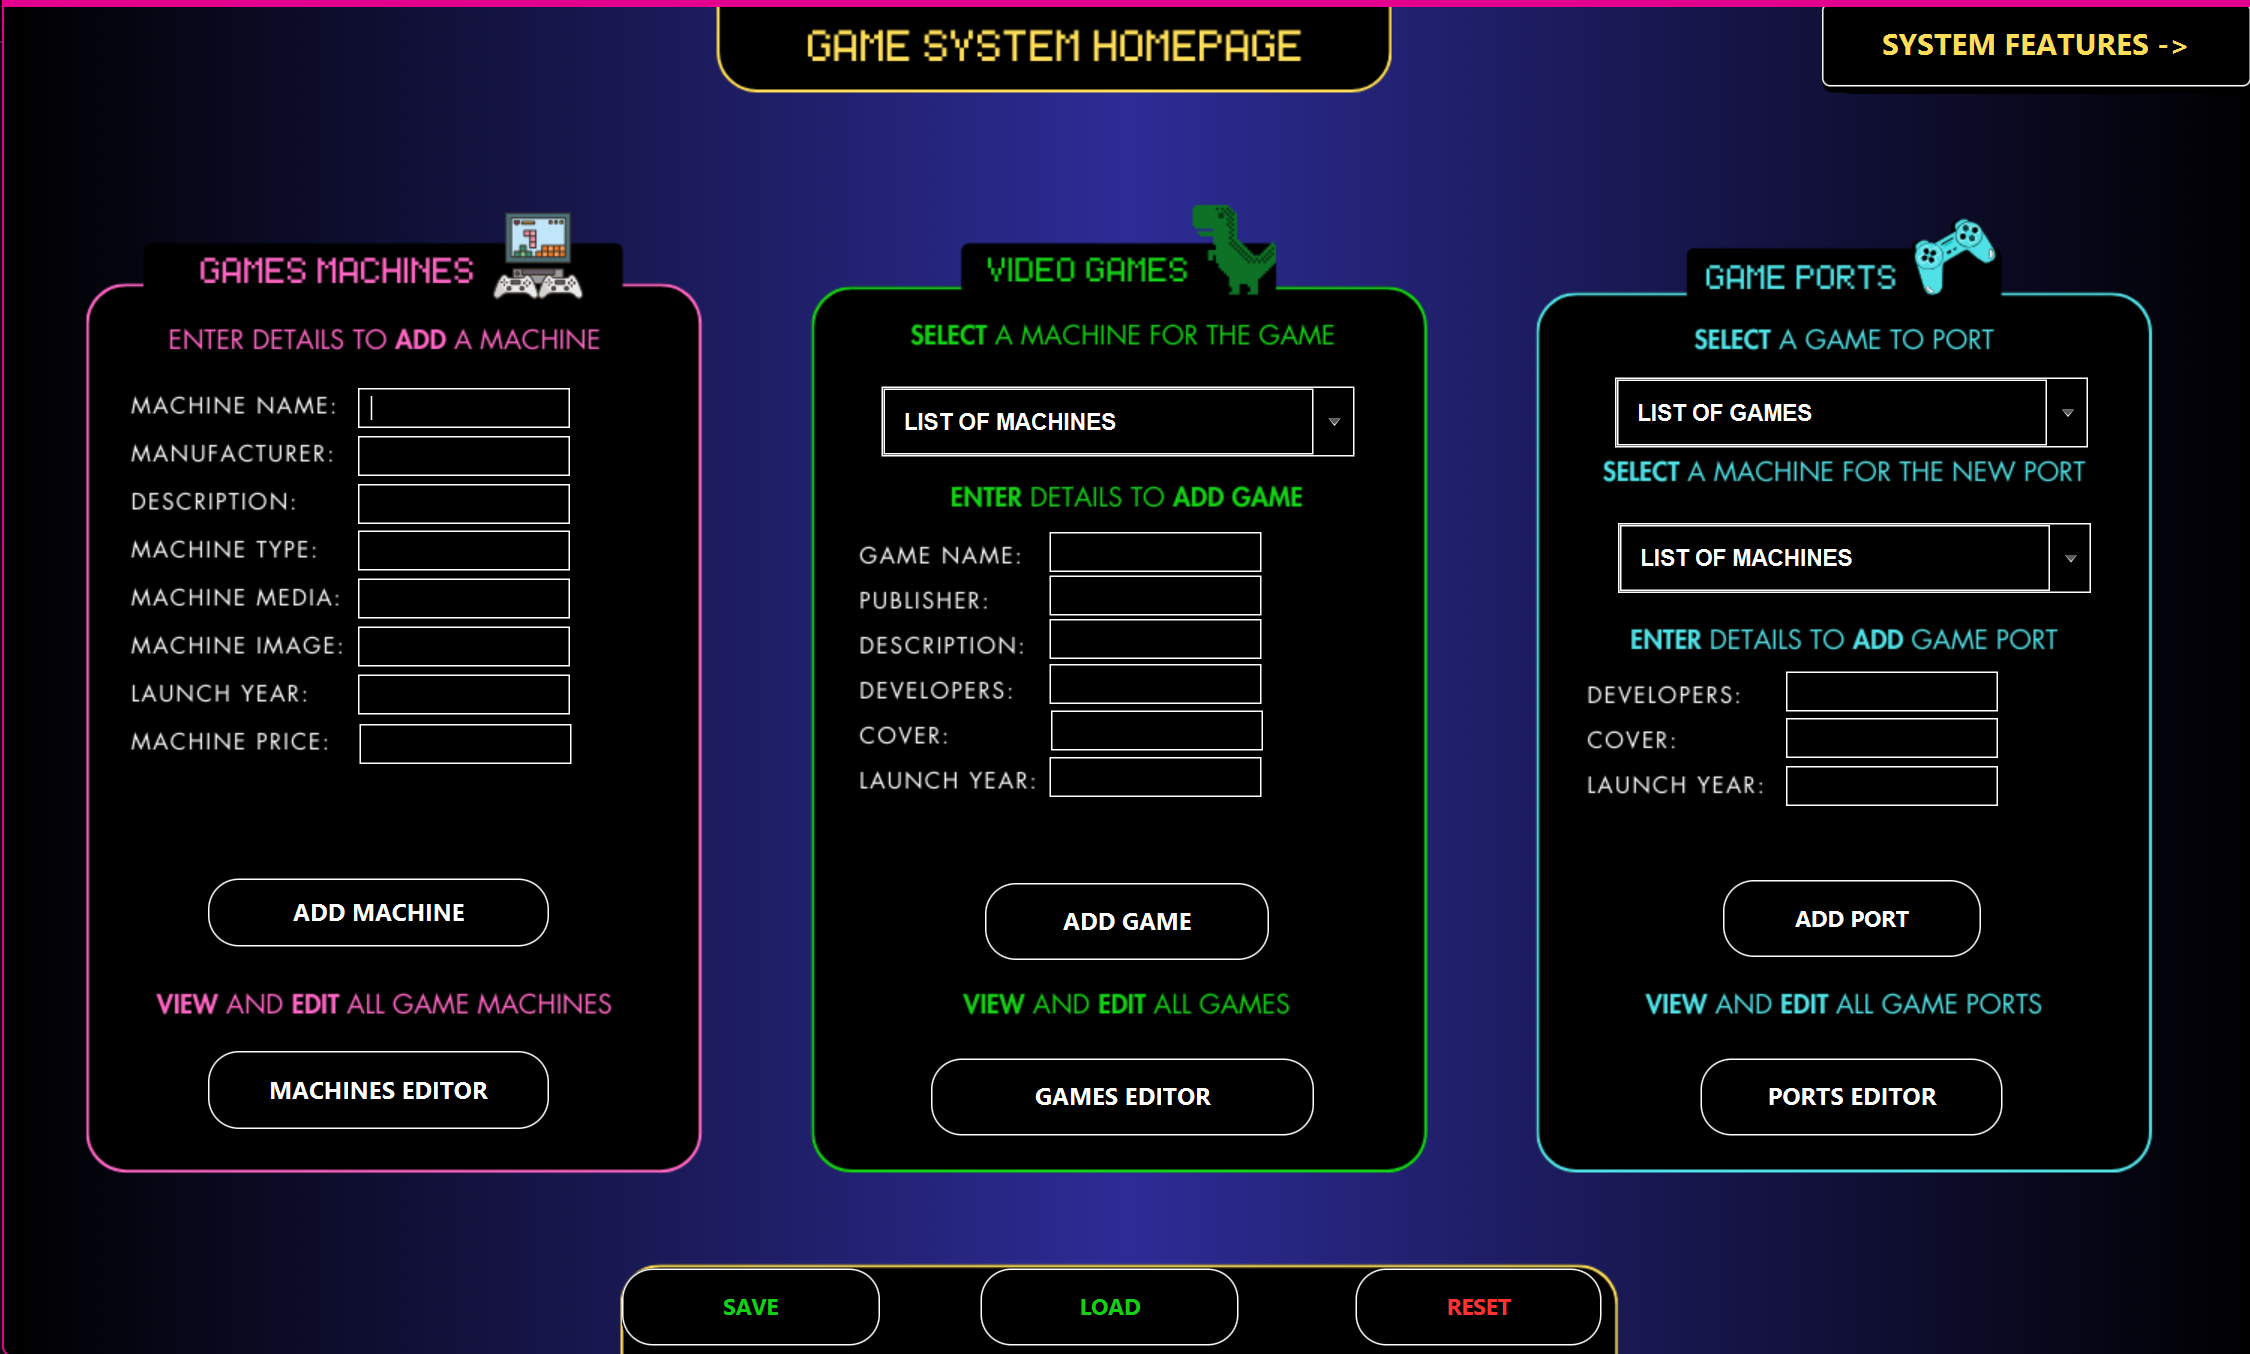 GAME SYSTEM HOMEPAGE
SYSTEM FEATURES ->
GAMES MACHINES
ENTER DETAILS TO ADD A MACHINE
MACHINE NAME:
MANUFACTURER:
DESCRIPTION:
MACHINE TYPE:
MACHINE MEDIA:
MACHINE IMAGE:
LAUNCH YEAR:
MACHINE PRICE:
ADD MACHINE
VIEW AND EDIT ALL GAME MACHINES
MACHINES EDITOR
VIDEO GAMES
SELECT A MACHINE FOR THE GAME
LIST OF MACHINES
ENTER DETAILS TO ADD GAME
GAME NAME:
PUBLISHER:
DESCRIPTION:
DEVELOPERS:
COVER:
LAUNCH YEAR:
ADD GAME
VIEW AND EDIT ALL GAMES
GAMES EDITOR
GAME PORTS
SELECT A GAME TO PORT
LIST OF GAMES
SELECT A MACHINE FOR THE NEW PORT
LIST OF MACHINES
ENTER DETAILS TO ADD GAME PORT
DEVELOPERS:
COVER:
LAUNCH YEAR:
ADD PORT
VIEW AND EDIT ALL GAME PORTS
PORTS EDITOR
SAVE
LOAD
RESET